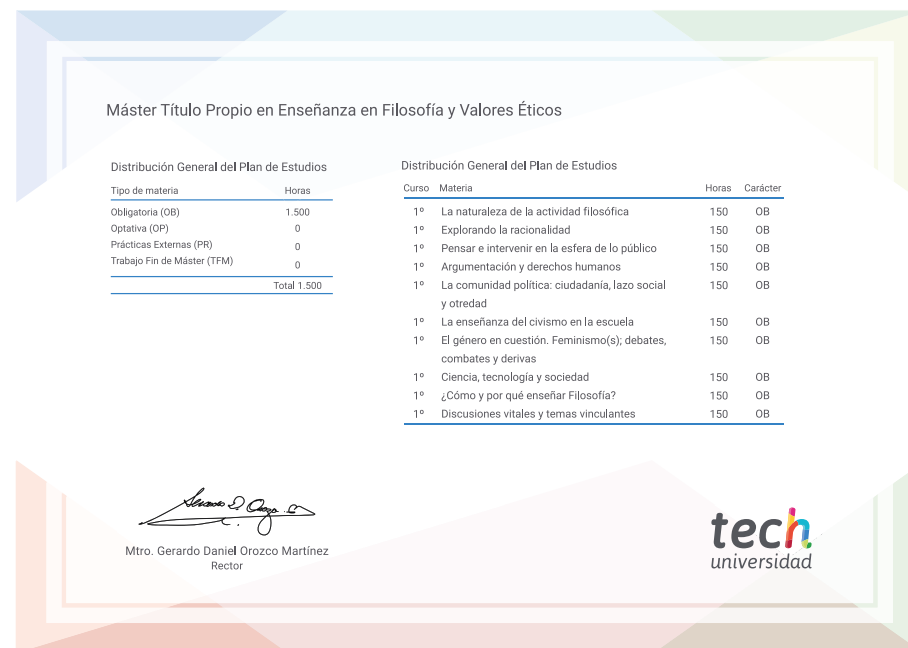 Máster Título Propio en Enseñanza en Filosofía y Valores Éticos
Distribución General del Plan de Estudios
Tipo de materia Horas
Obligatoria (OB) 1.500
Optativa (OP) 0
Prácticas Externas (PR) 0
Trabajo Fin de Máster (TFM) 0
Total 1.500
Distribución General del Plan de Estudios
Curso Materia Horas Carácter
1º La naturaleza de la actividad filosófica 150 OB
1º Explorando la racionalidad 150 OB
1º Pensar e intervenir en la esfera de lo público 150 OB
1º Argumentación y derechos humanos 150 OB
1º La comunidad política: ciudadanía, lazo social 150 OB
y otredad
1º La enseñanza del civismo en la escuela 150 OB
1º El género en cuestión. Feminismo(s); debates, 150 OB
combates y derivas
1º Ciencia, tecnología y sociedad 150 OB
1º ¿Cómo y por qué enseñar Filosofía? 150 OB
1º Discusiones vitales y temas vinculantes 150 OB
Mtro. Gerardo Daniel Orozco Martínez
Rector
tech
universidad